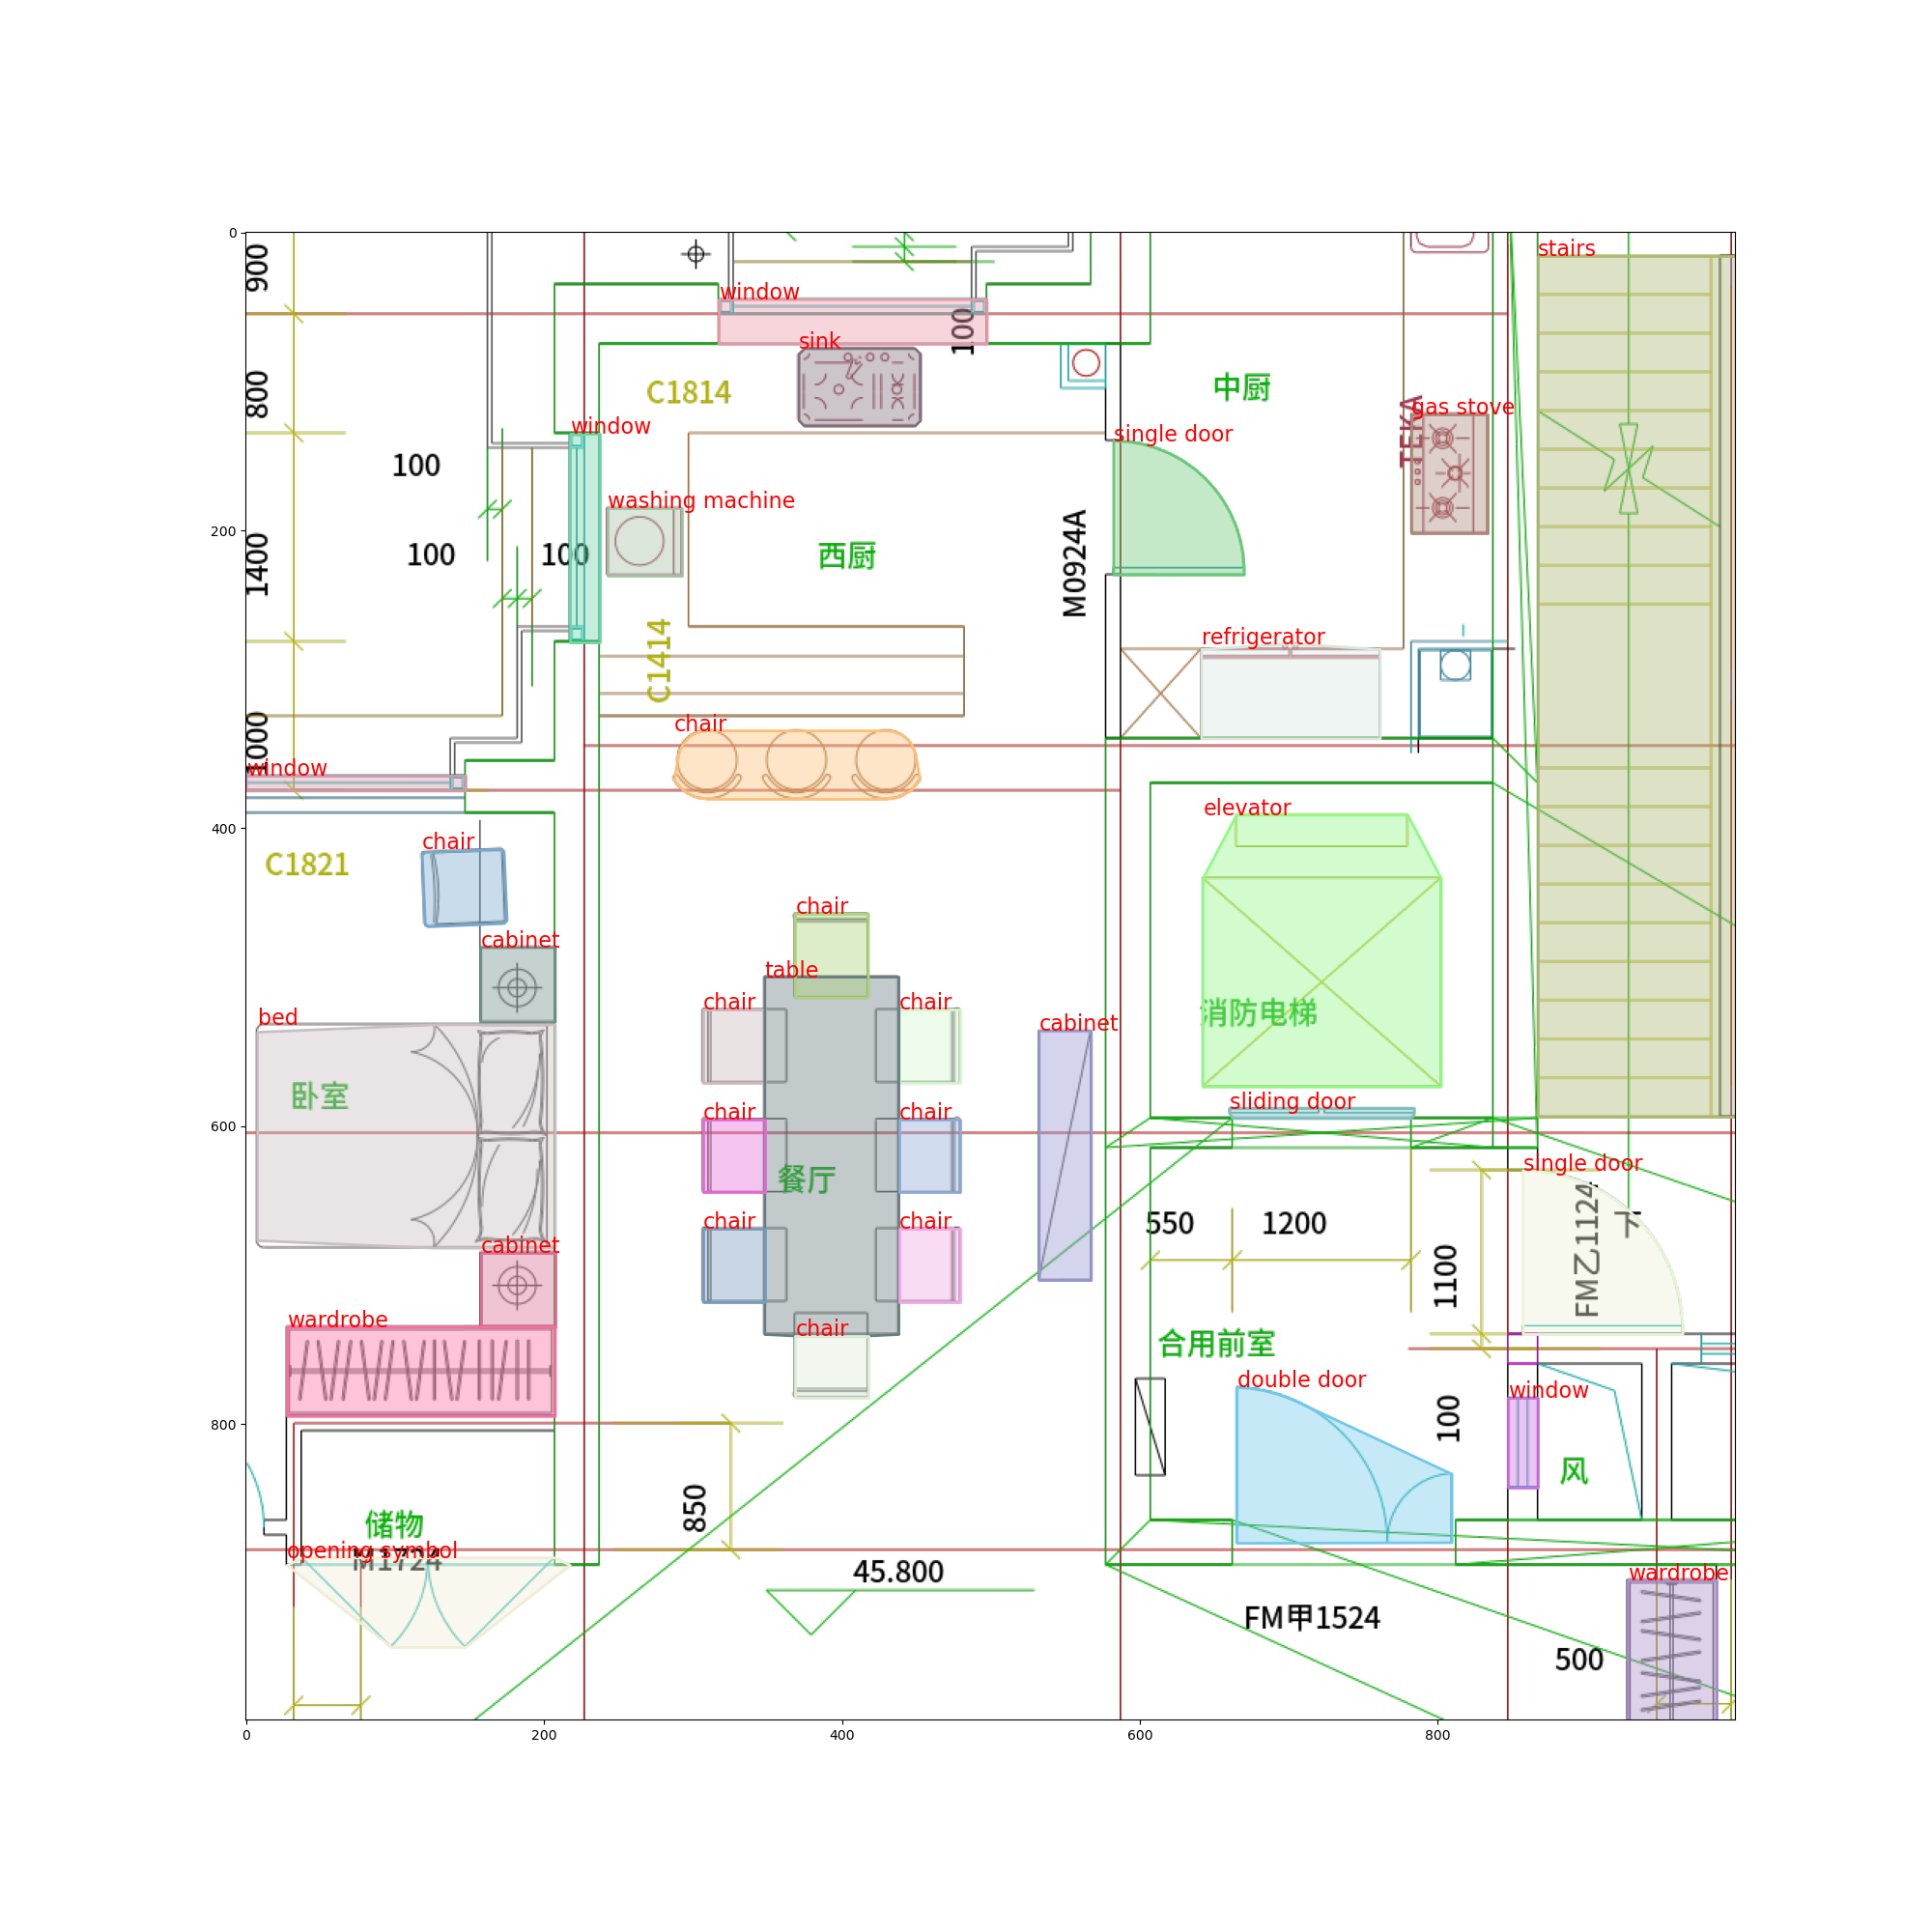 0
900
stairs
window
100
sink
C1814
中厨
800
TEKA
gas stove
window
single door
100
washing machine
200
100
100
西厨
M0924A
1400
C1414
refrigerator
chair
window
elevator
400
chair
C1821
chair
cabinet
table
chair
chair
消防电梯
bed
cabinet
卧室
sliding door
600
chair
chair
餐厅
single door
FM乙1124
下
chair
chair
550
1200
1100
cabinet
wardrobe
chair
合用前室
double door
window
100
800
风
850
储物
opening symbol
M1724
45.800
wardrobe
FM甲1524
500
0
200
400
600
800